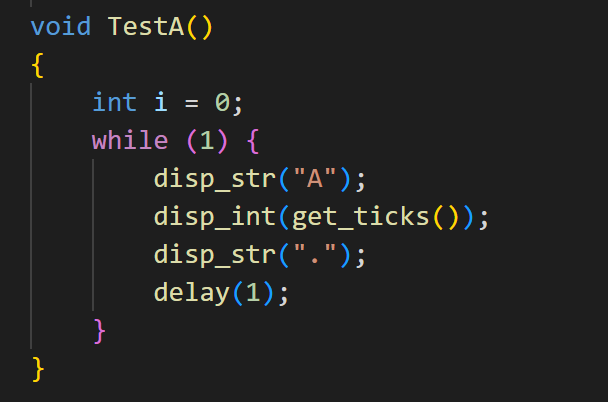 void TestA()
{
    int i = 0;
    while (1) {
        disp_str("A");
        disp_int(get_ticks());
        disp_str(".");
        delay(1);
    }
}